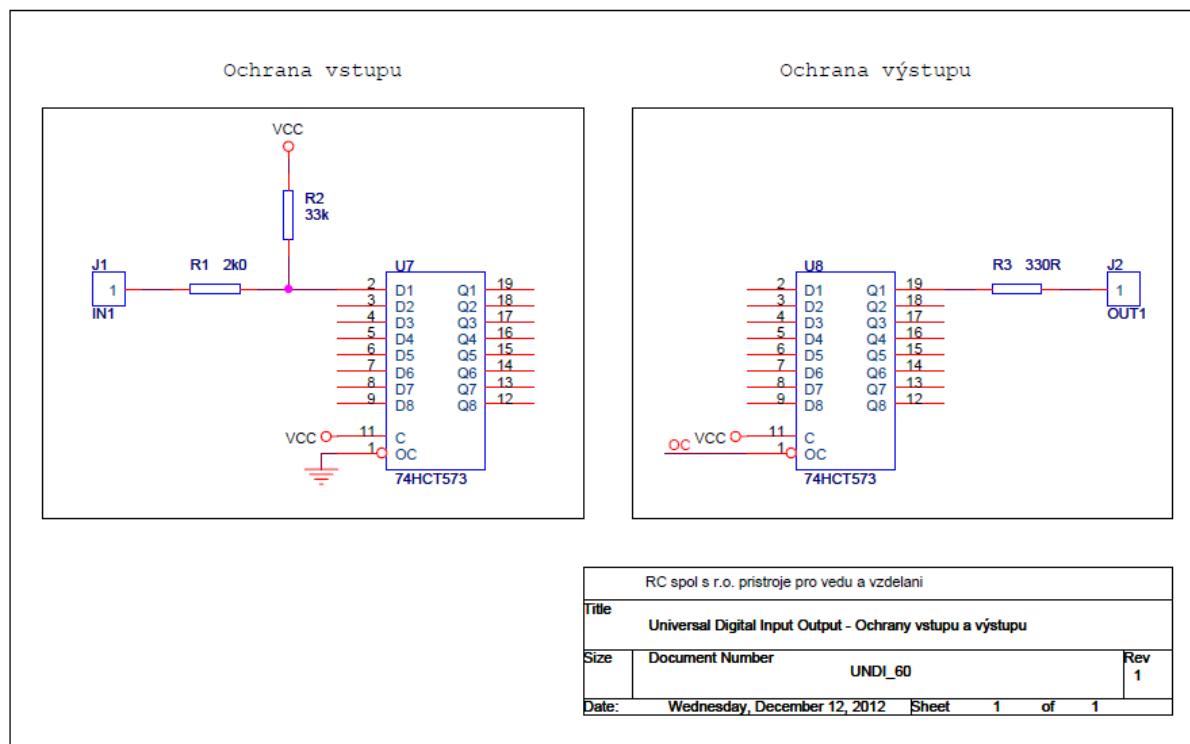 Ochrana vstupu
Ochrana výstupu
VCC
R2
33k
J1
R1 2k0
U7
1
IN1
2 D1 Q1 19
3 D2 Q2 18
4 D3 Q3 17
5 D4 Q4 16
6 D5 Q5 15
7 D6 Q6 14
8 D7 Q7 13
9 D8 Q8 12
VCC 11 C
1 OC
74HCT573
U8
R3 330R
J2
1
OUT1
2 D1 Q1 19
3 D2 Q2 18
4 D3 Q3 17
5 D4 Q4 16
6 D5 Q5 15
7 D6 Q6 14
8 D7 Q7 13
9 D8 Q8 12
VCC 11 C
OC 1 OC
74HCT573
RC spol s r.o. pristroje pro vedu a vzdelani
Title
Universal Digital Input Output - Ochrany vstupu a výstupu
Size Document Number Rev
UNDI_60 1
Date: Wednesday, December 12, 2012 Sheet 1 of 1